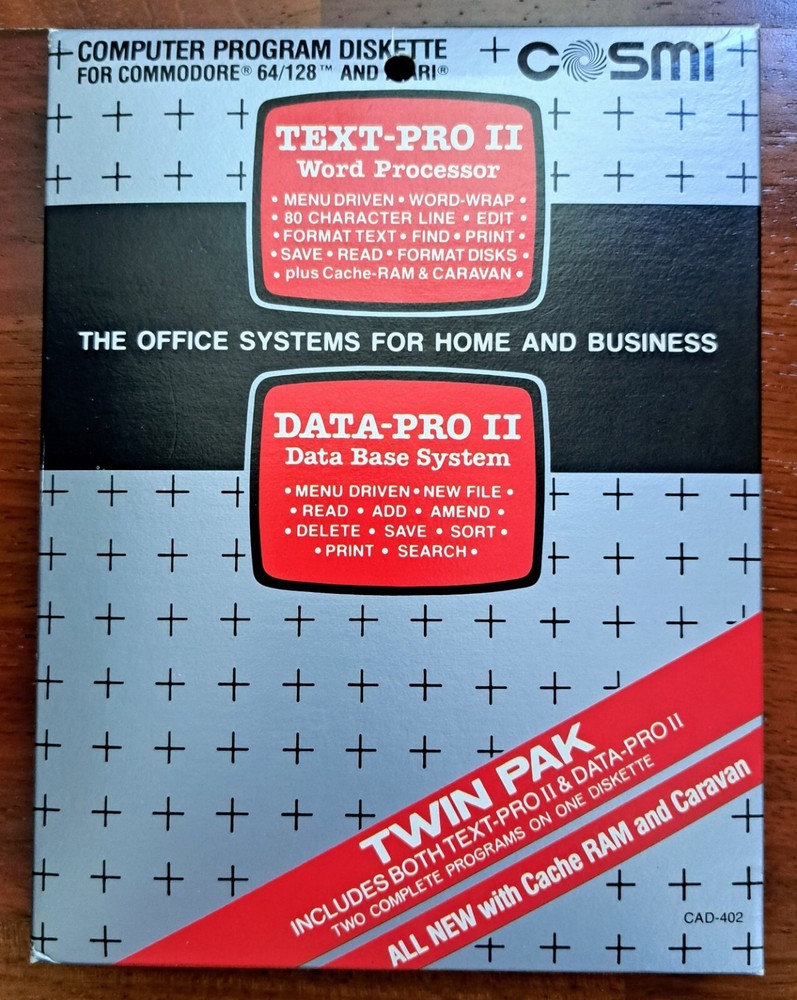 COMPUTER PROGRAM DISKETTE
FOR COMMODORE® 64/128™ AND ARI®
COSMI
TEXT-PRO II
Word Processor
• MENU DRIVEN • WORD-WRAP •
• 80 CHARACTER LINE • EDIT •
• FORMAT TEXT • FIND • PRINT •
• SAVE • READ • FORMAT DISKS •
• plus Cache-RAM & CARAVAN •
THE OFFICE SYSTEMS FOR HOME AND BUSINESS
DATA-PRO II
Data Base System
• MENU DRIVEN • NEW FILE •
• READ • ADD • AMEND •
• DELETE • SAVE • SORT •
• PRINT • SEARCH •
TWIN PAK
INCLUDES BOTH TEXT-PRO II & DATA-PRO II
TWO COMPLETE PROGRAMS ON ONE DISKETTE
ALL NEW with Cache RAM and Caravan
CAD-402